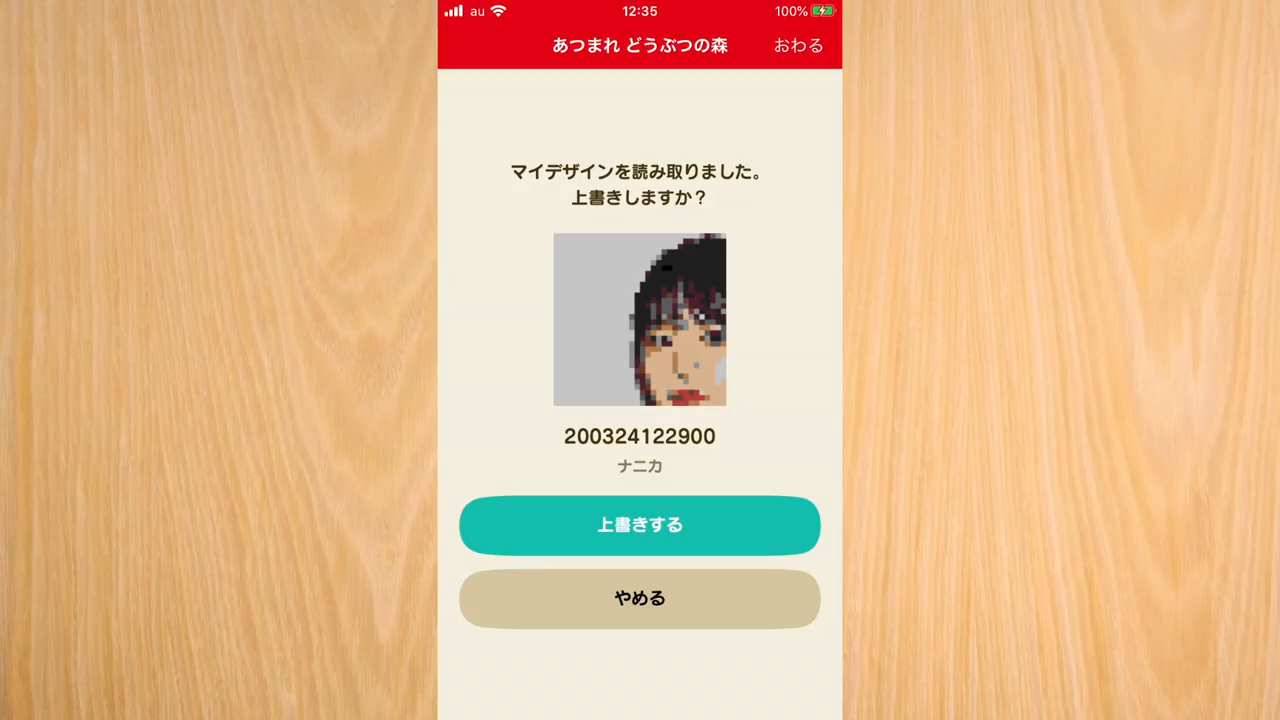 au 12:35 100%
あつまれ どうぶつの森 おわる
マイデザインを読み取りました。
上書きしますか？
200324122900
ナニカ
上書きする
やめる